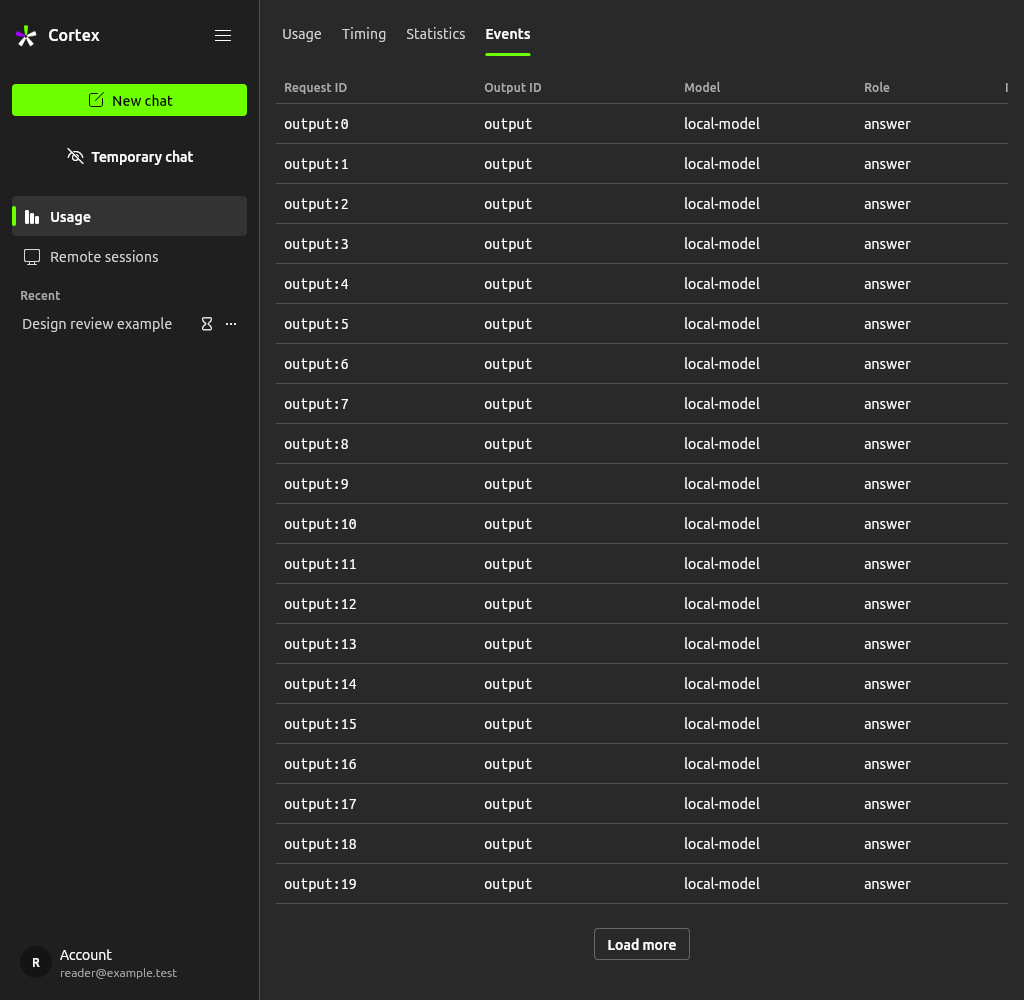 Cortex
New chat
Temporary chat
Usage
Remote sessions
Recent
Design review example
R
Account
reader@example.test
Usage Timing Statistics Events
Request ID Output ID Model Role
output:0 output local-model answer
output:1 output local-model answer
output:2 output local-model answer
output:3 output local-model answer
output:4 output local-model answer
output:5 output local-model answer
output:6 output local-model answer
output:7 output local-model answer
output:8 output local-model answer
output:9 output local-model answer
output:10 output local-model answer
output:11 output local-model answer
output:12 output local-model answer
output:13 output local-model answer
output:14 output local-model answer
output:15 output local-model answer
output:16 output local-model answer
output:17 output local-model answer
output:18 output local-model answer
output:19 output local-model answer
Load more